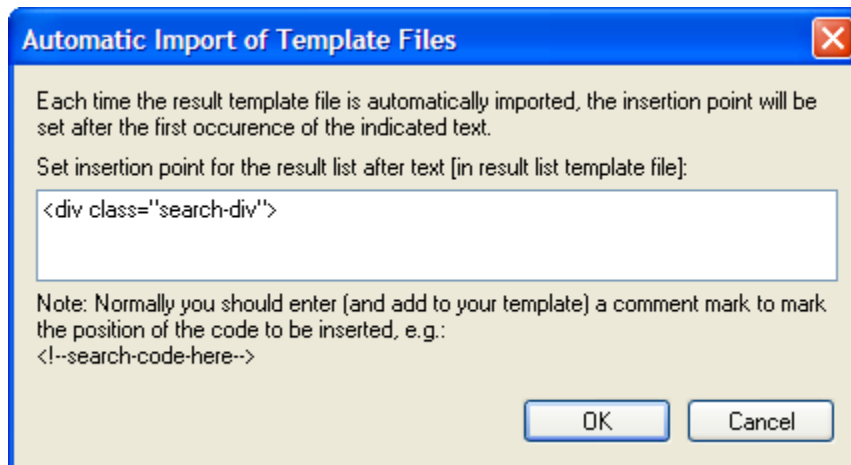 Automatic Import of Template Files
Each time the result template file is automatically imported, the insertion point will be
set after the first occurence of the indicated text.
Set insertion point for the result list after text [in result list template file]:
<div class="search-div">
Note: Normally you should enter (and add to your template) a comment mark to mark
the position of the code to be inserted, e.g.:
<!--search-code-here-->
OK
Cancel